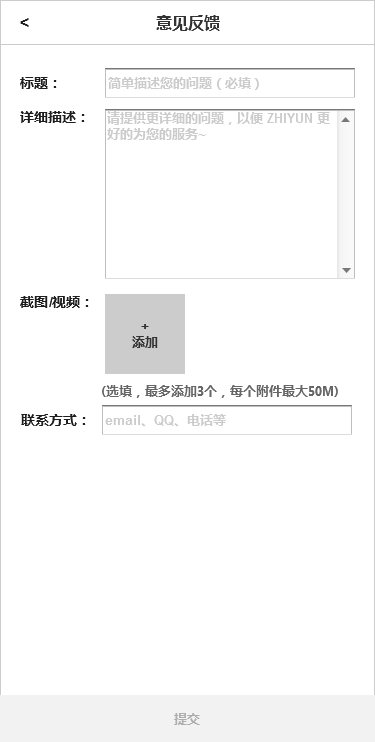 < 意见反馈
标题： 简单描述您的问题（必填）
详细描述： 请提供更详细的问题，以便 ZHIYUN 更
好的为您的服务~
截图/视频：
+
添加
(选填，最多添加3个，每个附件最大50M)
联系方式： email、QQ、电话等
提交